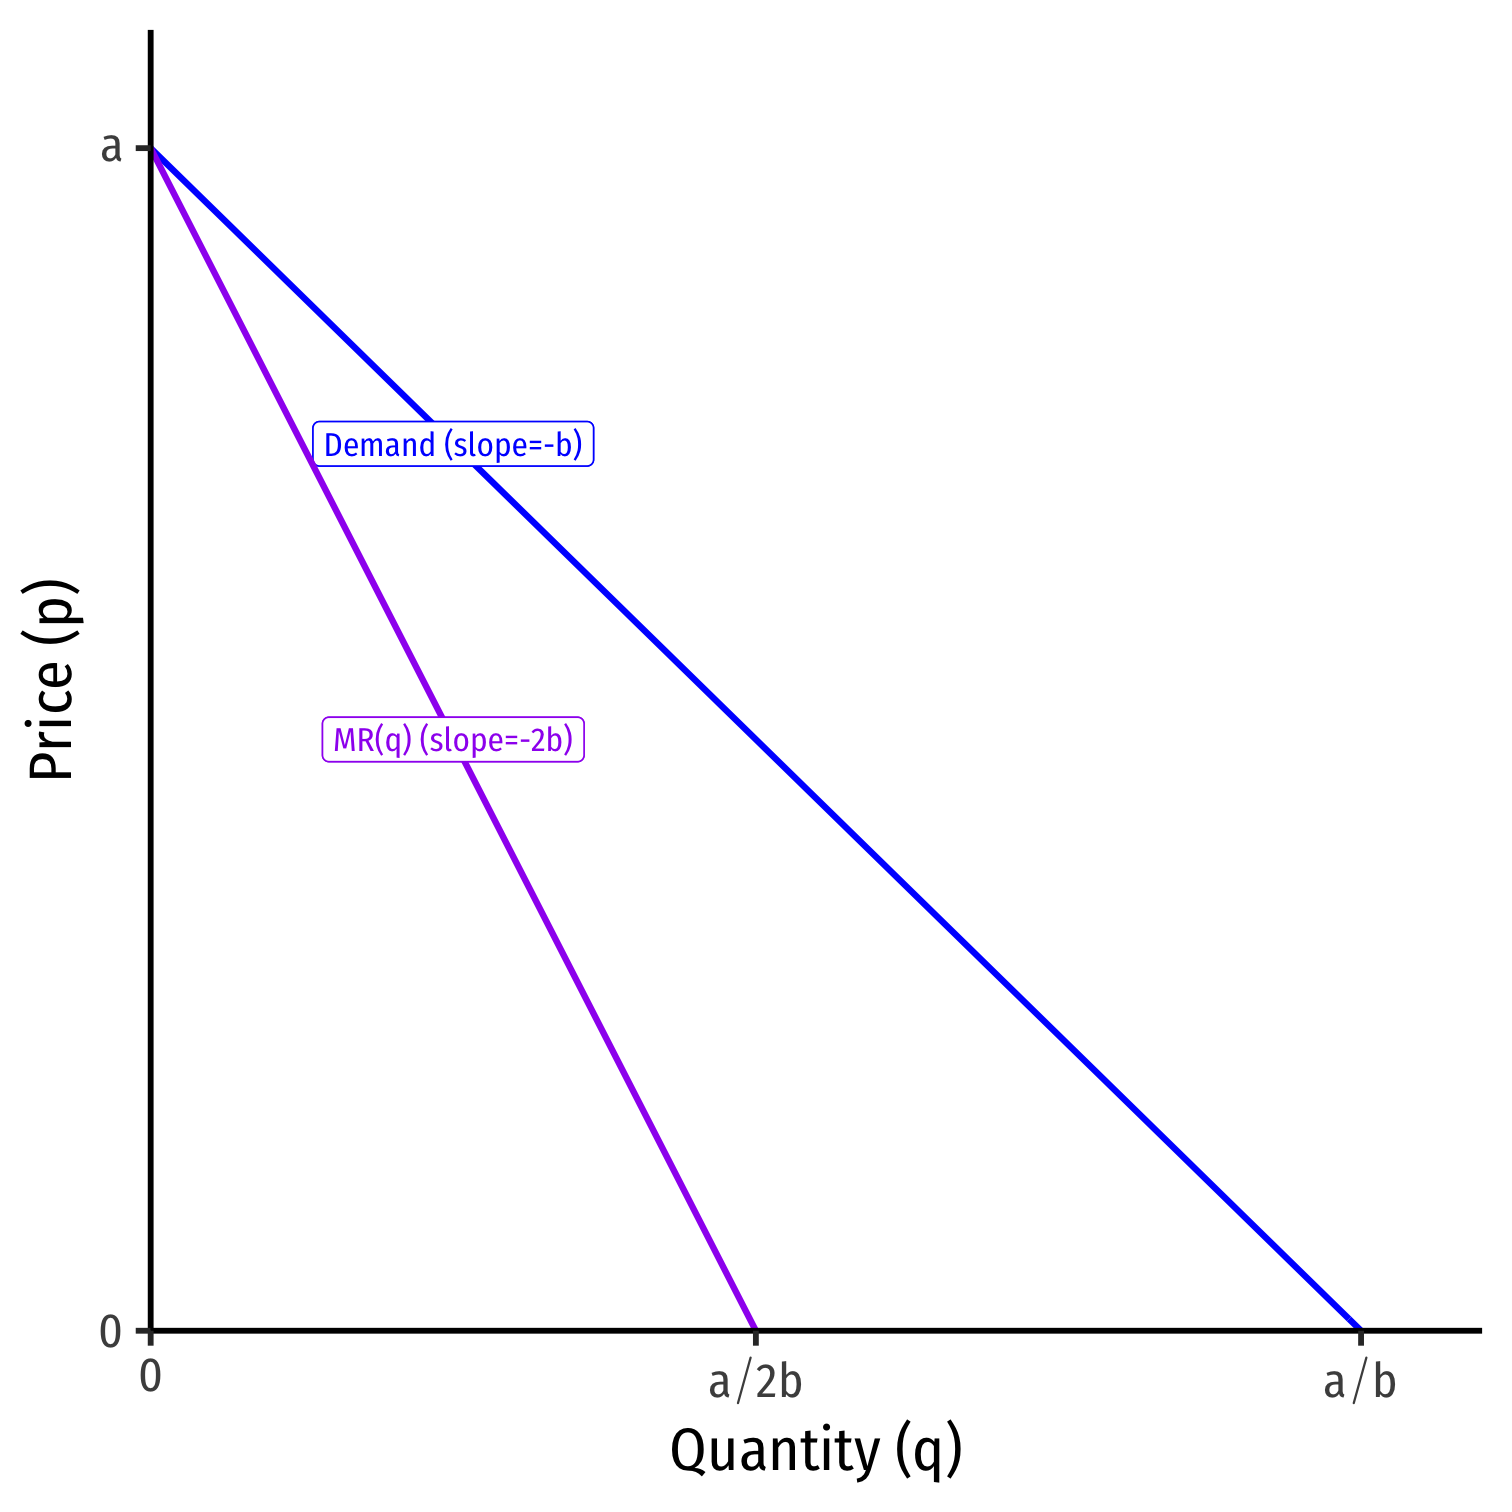 a
Demand (slope=-b)
Price (p)
MR(q) (slope=-2b)
0
0
a/2b
a/b
Quantity (q)